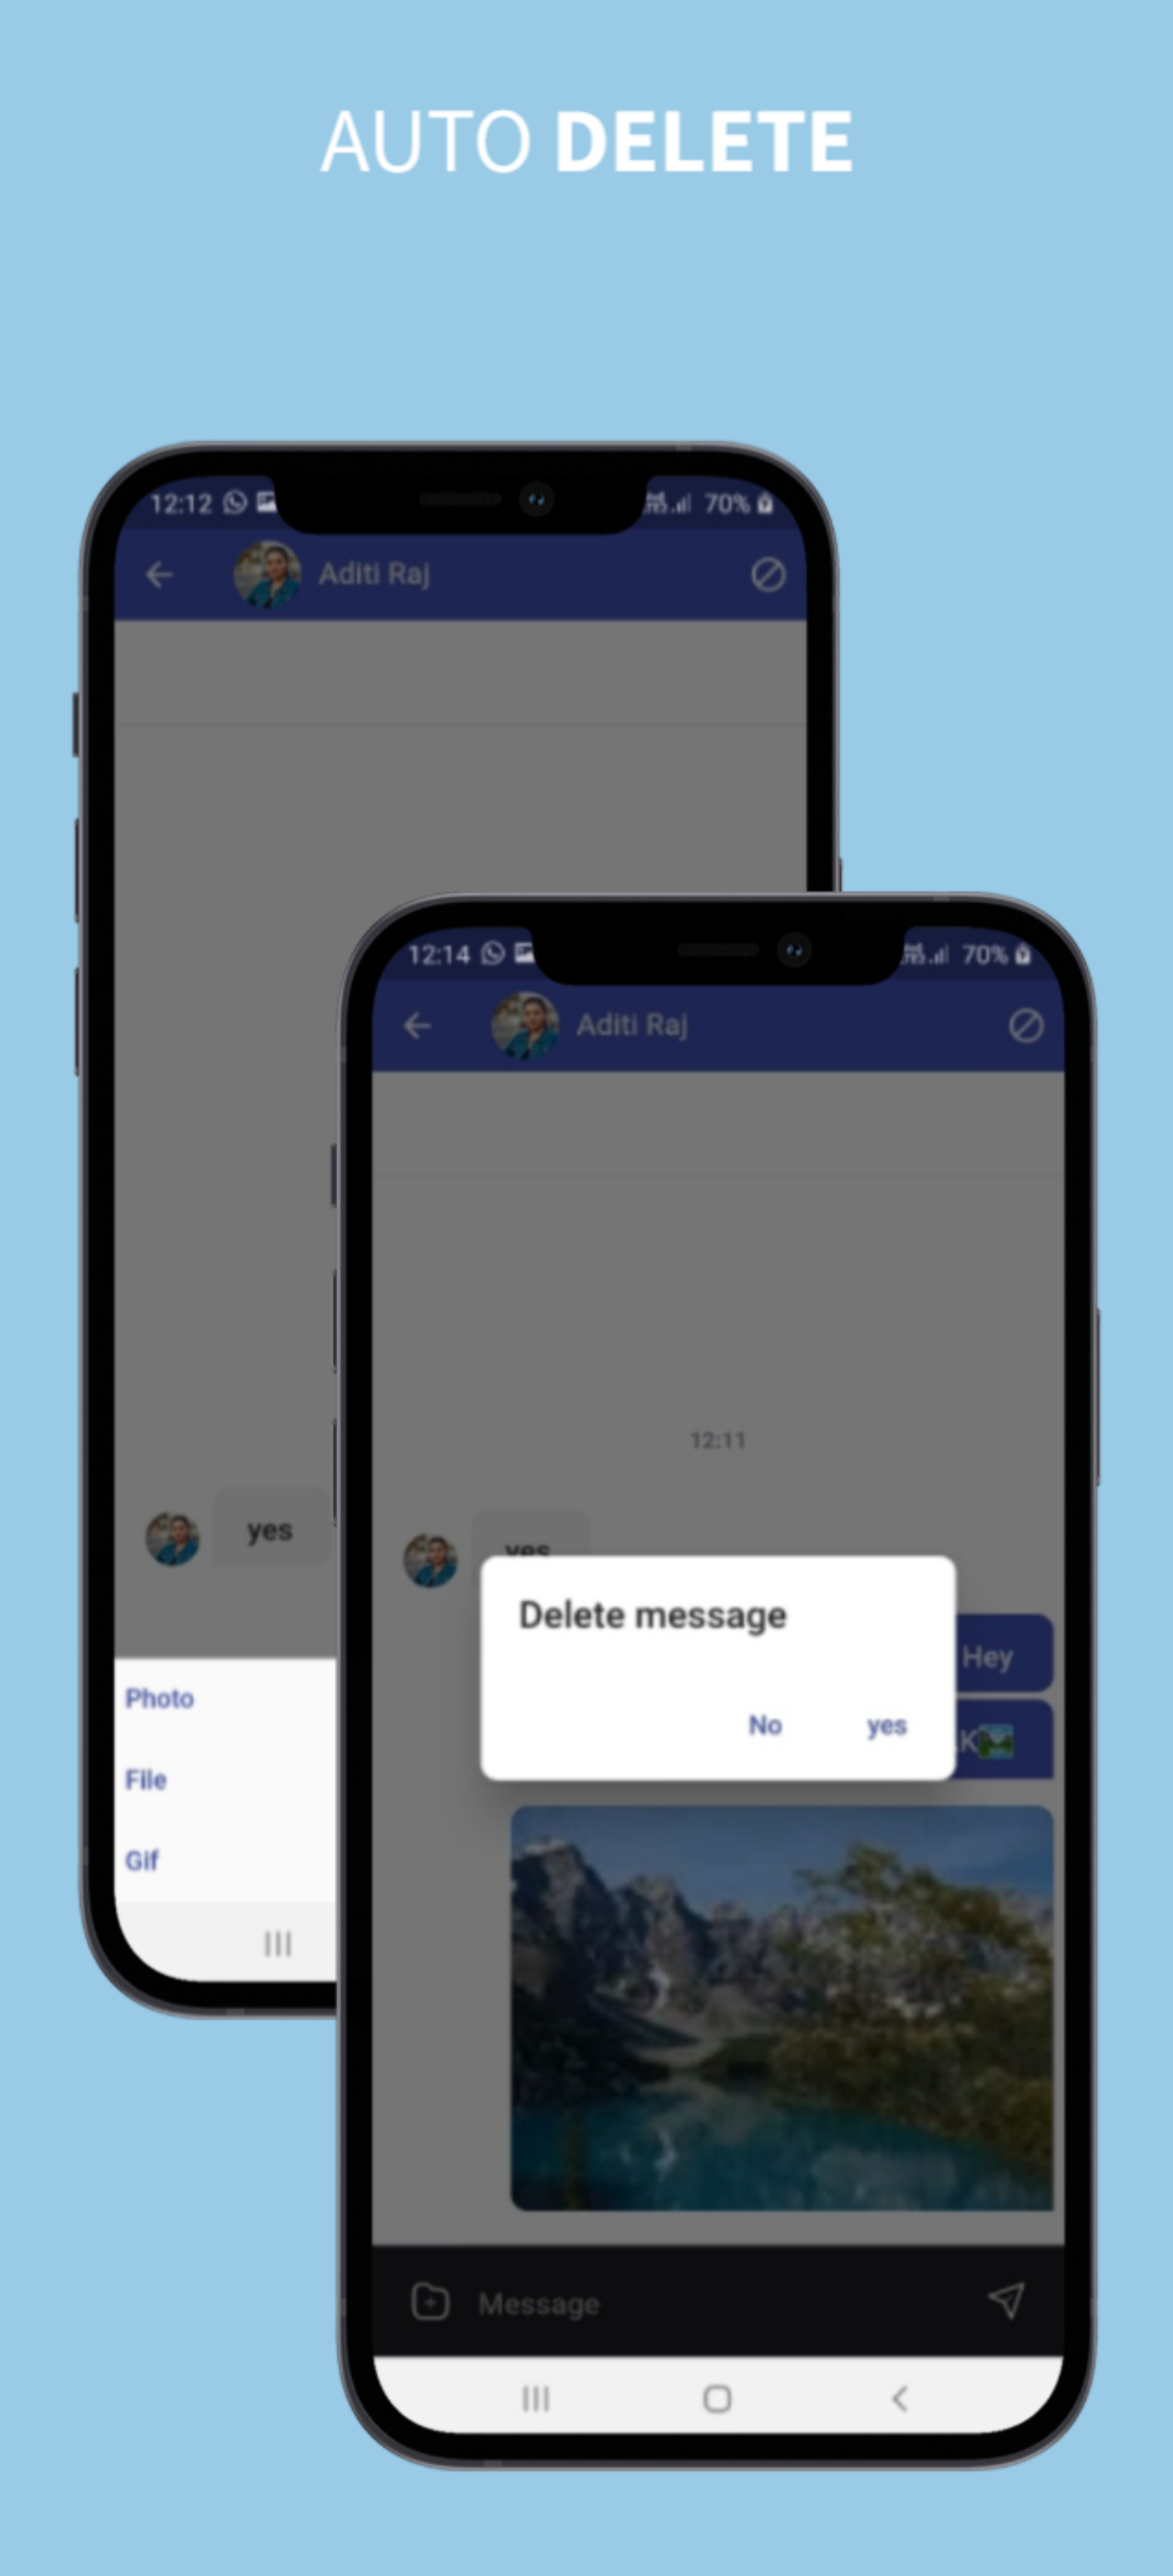 AUTO DELETE
12:12
70%
Aditi Raj
yes
Photo
File
Gif
12:14
70%
Aditi Raj
12:11
yes
Delete message
No
yes
Hey
Message